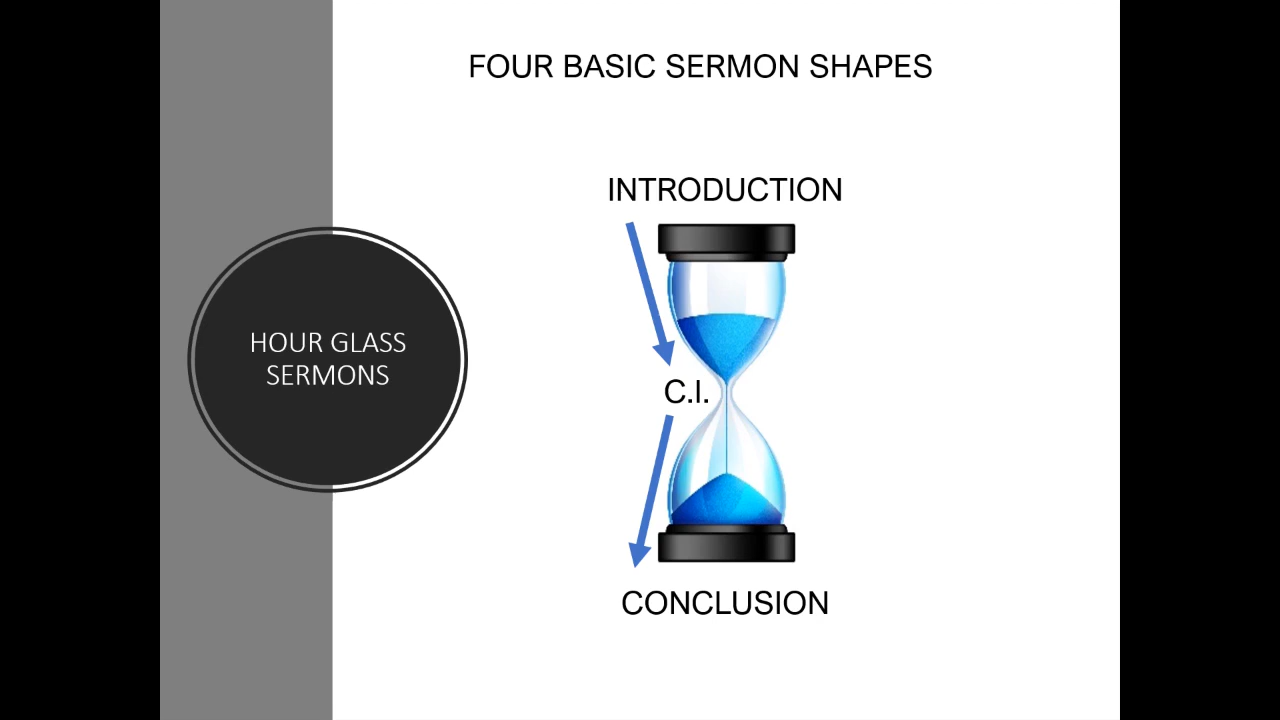 FOUR BASIC SERMON SHAPES
INTRODUCTION
HOUR GLASS
SERMONS
C.I.
CONCLUSION